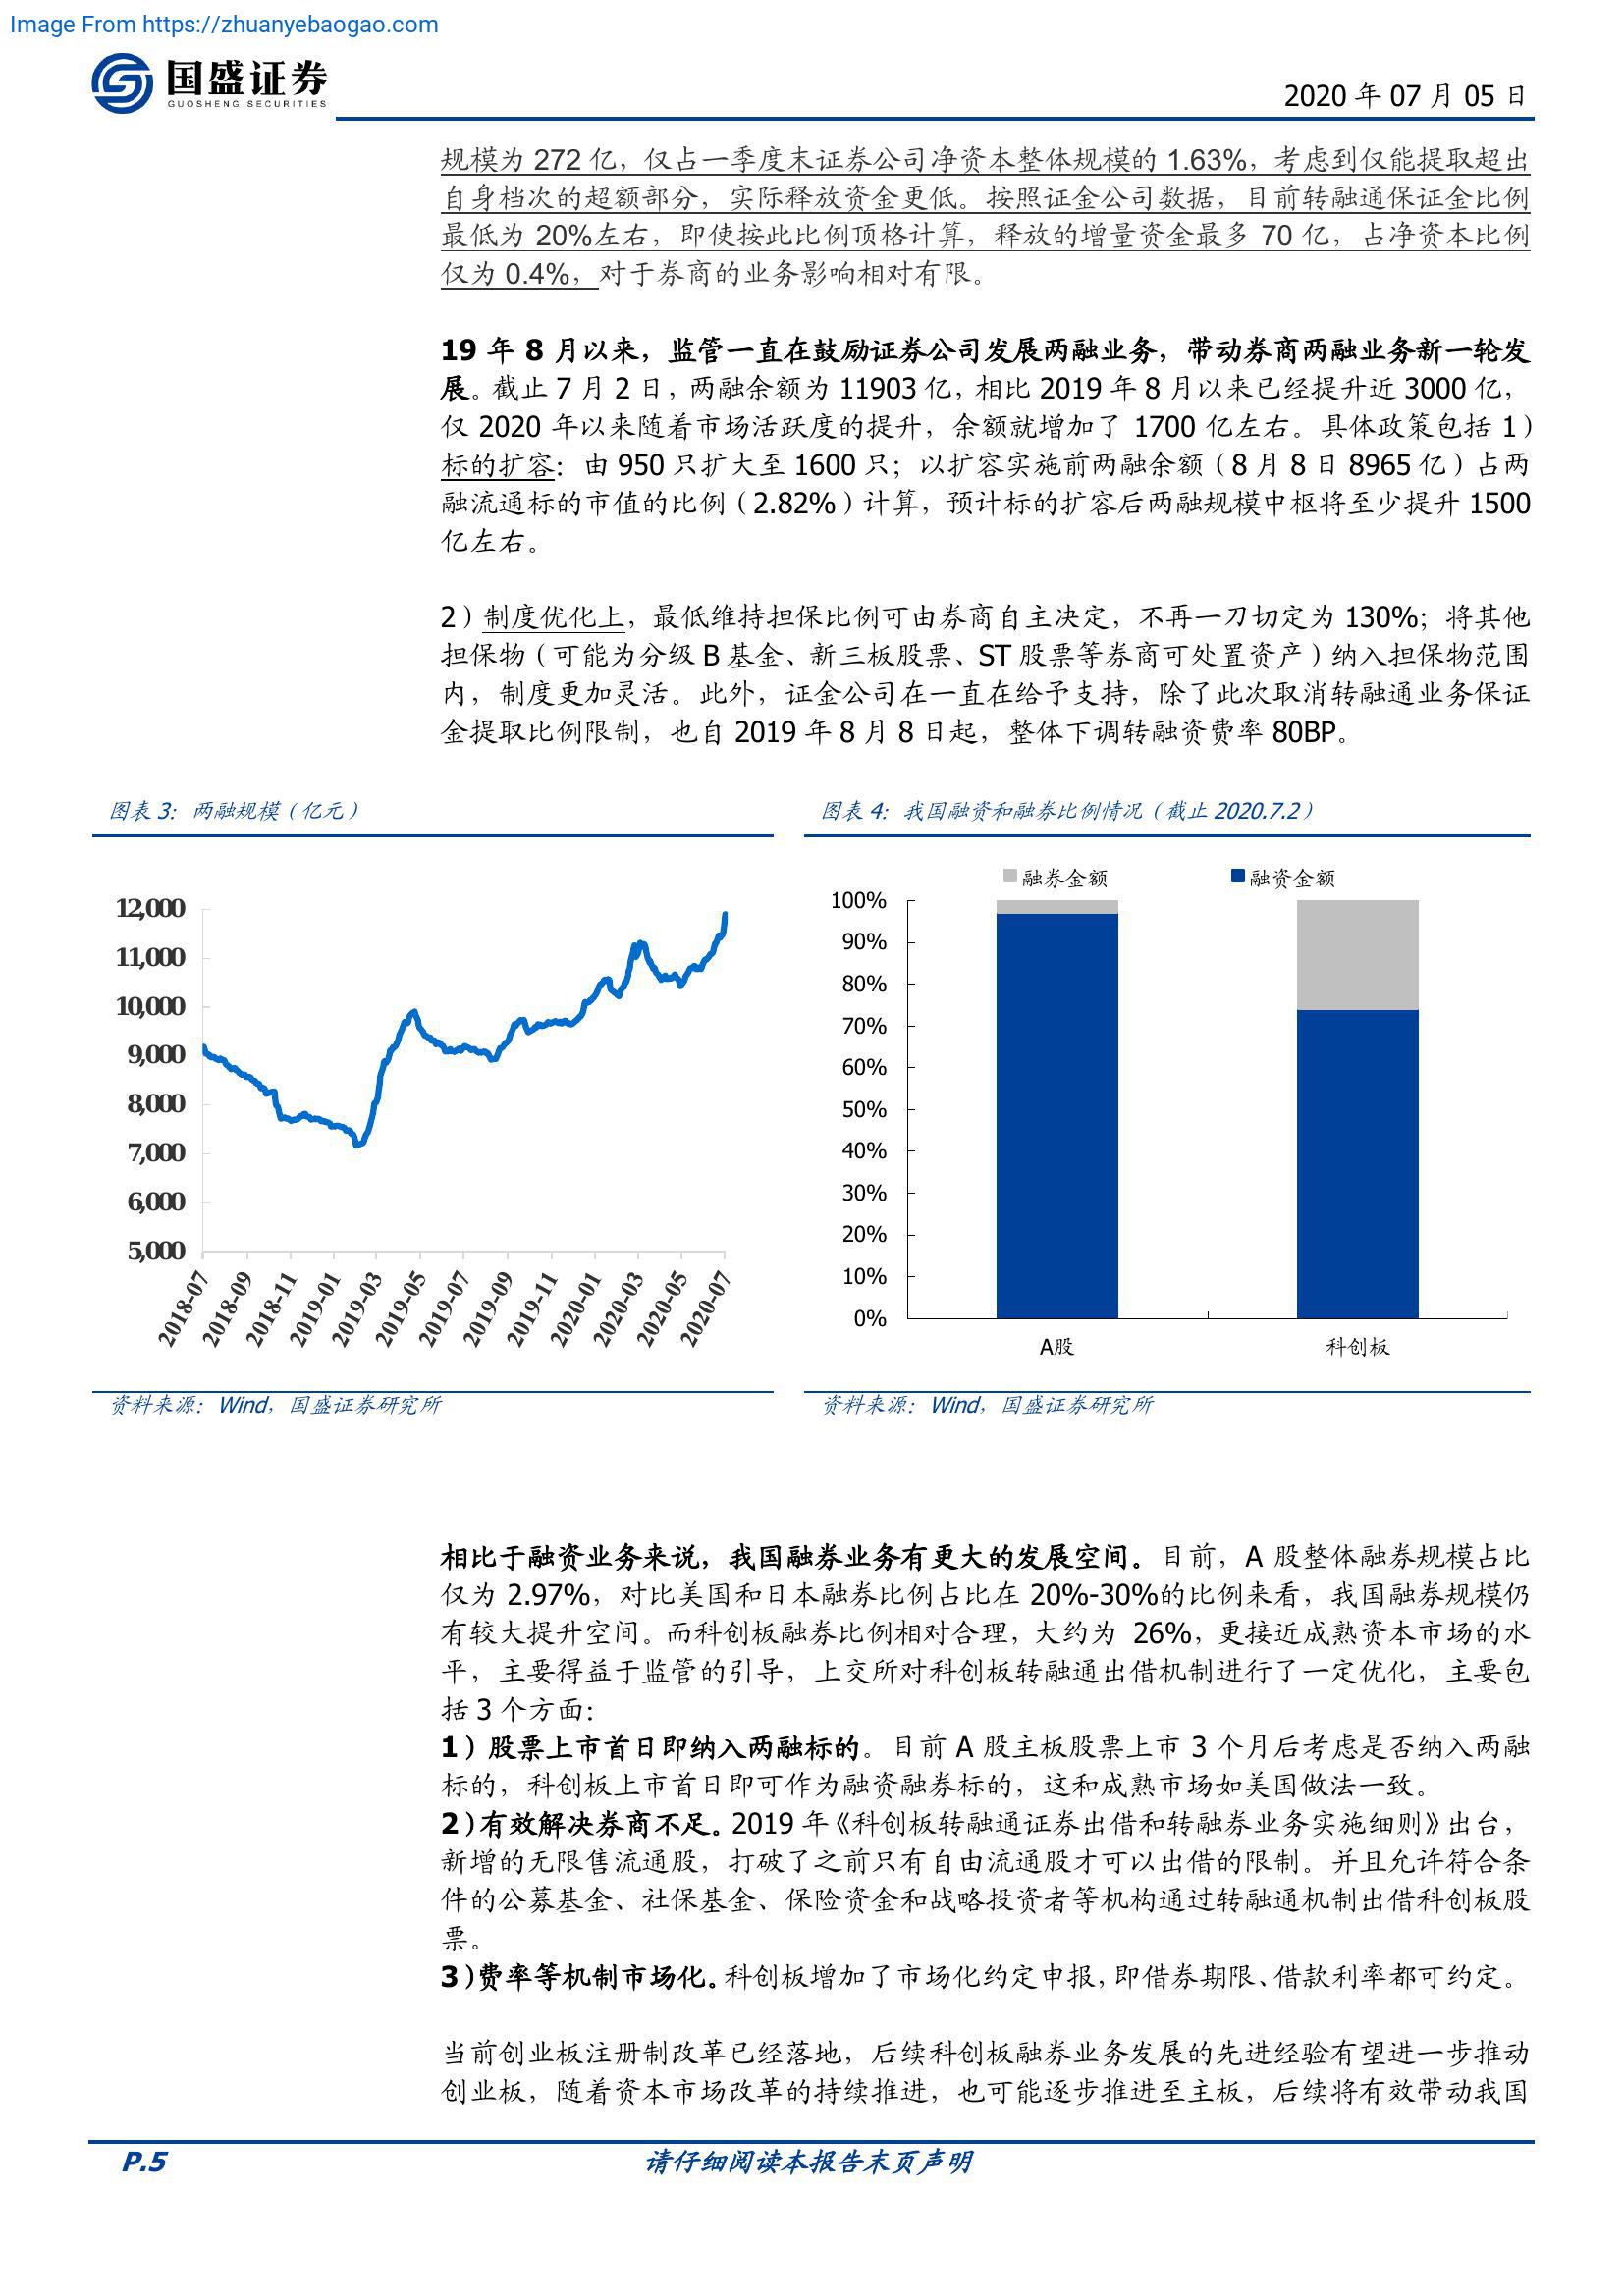 Image From https://zhuanyebaogao.com
国盛证券
GUOSHENG SECURITIES
2020 年 07 月 05 日
规模为 272 亿，仅占一季度末证券公司净资本整体规模的 1.63%，考虑到仅能提取超出
自身档次的超额部分，实际释放资金更低。按照证金公司数据，目前转融通保证金比例
最低为 20%左右，即使按此比例顶格计算，释放的增量资金最多 70 亿，占净资本比例
仅为 0.4%，对于券商的业务影响相对有限。
19 年 8 月以来，监管一直在鼓励证券公司发展两融业务，带动券商两融业务新一轮发
展。截止 7 月 2 日，两融余额为 11903 亿，相比 2019 年 8 月以来已经提升近 3000 亿，
仅 2020 年以来随着市场活跃度的提升，余额就增加了 1700 亿左右。具体政策包括 1）
标的扩容：由 950 只扩大至 1600 只；以扩容实施前两融余额（8 月 8 日 8965 亿）占两
融流通标的市值的比例（2.82%）计算，预计标的扩容后两融规模中枢将至少提升 1500
亿左右。
2）制度优化上，最低维持担保比例可由券商自主决定，不再一刀切定为 130%；将其他
担保物（可能为分级 B 基金、新三板股票、ST 股票等券商可处置资产）纳入担保物范围
内，制度更加灵活。此外，证金公司在一直在给予支持，除了此次取消转融通业务保证
金提取比例限制，也自 2019 年 8 月 8 日起，整体下调转融资费率 80BP。
图表 3：两融规模（亿元）
12,000
11,000
10,000
9,000
8,000
7,000
6,000
5,000
2018-07
2018-09
2018-11
2019-01
2019-03
2019-05
2019-07
2019-09
2019-11
2020-01
2020-03
2020-05
2020-07
资料来源：Wind，国盛证券研究所
图表 4：我国融资和融券比例情况（截止 2020.7.2）
融券金额
融资金额
100%
90%
80%
70%
60%
50%
40%
30%
20%
10%
0%
A股
科创板
资料来源：Wind，国盛证券研究所
相比于融资业务来说，我国融券业务有更大的发展空间。目前，A 股整体融券规模占比
仅为 2.97%，对比美国和日本融券比例占比在 20%-30%的比例来看，我国融券规模仍
有较大提升空间。而科创板融券比例相对合理，大约为 26%，更接近成熟资本市场的水
平，主要得益于监管的引导，上交所对科创板转融通出借机制进行了一定优化，主要包
括 3 个方面：
1）股票上市首日即纳入两融标的。目前 A 股主板股票上市 3 个月后考虑是否纳入两融
标的，科创板上市首日即可作为融资融券标的，这和成熟市场如美国做法一致。
2）有效解决券商不足。2019 年《科创板转融通证券出借和转融券业务实施细则》出台，
新增的无限售流通股，打破了之前只有自由流通股才可以出借的限制。并且允许符合条
件的公募基金、社保基金、保险资金和战略投资者等机构通过转融通机制出借科创板股
票。
3）费率等机制市场化。科创板增加了市场化约定申报，即借券期限、借款利率都可约定。
当前创业板注册制改革已经落地，后续科创板融券业务发展的先进经验有望进一步推动
创业板，随着资本市场改革的持续推进，也可能逐步推进至主板，后续将有效带动我国
P.5
请仔细阅读本报告末页声明